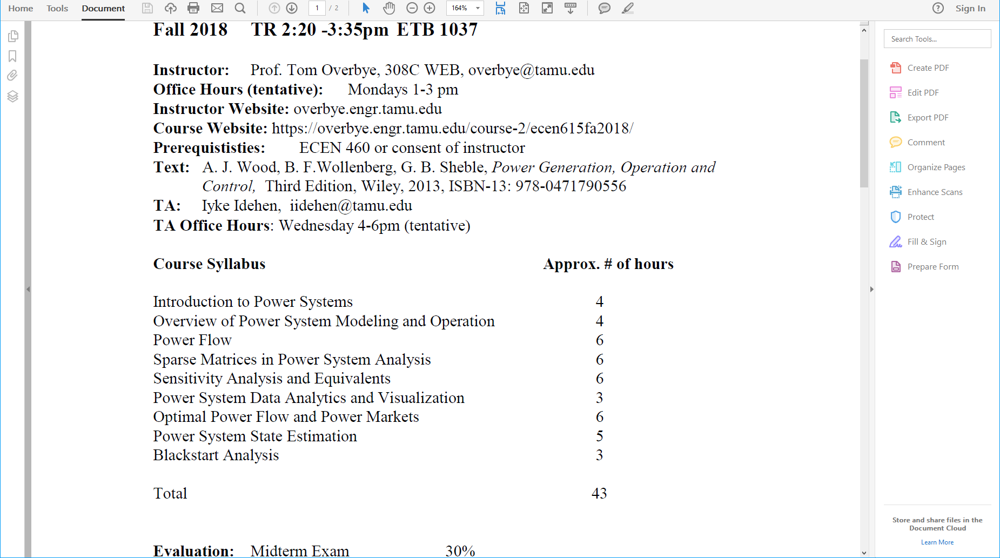 Home Tools Document 1 / 2 164% Sign In
Fall 2018 TR 2:20 -3:35pm ETB 1037
Instructor: Prof. Tom Overbye, 308C WEB, overbye@tamu.edu
Office Hours (tentative): Mondays 1-3 pm
Instructor Website: overbye.engr.tamu.edu
Course Website: https://overbye.engr.tamu.edu/course-2/ecen615fa2018/
Prerequististies: ECEN 460 or consent of instructor
Text: A. J. Wood, B. F.Wollenberg, G. B. Sheble, Power Generation, Operation and
Control, Third Edition, Wiley, 2013, ISBN-13: 978-0471790556
TA: Iyke Idehen, iidehen@tamu.edu
TA Office Hours: Wednesday 4-6pm (tentative)
Course Syllabus Approx. # of hours
Introduction to Power Systems 4
Overview of Power System Modeling and Operation 4
Power Flow 6
Sparse Matrices in Power System Analysis 6
Sensitivity Analysis and Equivalents 6
Power System Data Analytics and Visualization 3
Optimal Power Flow and Power Markets 6
Power System State Estimation 5
Blackstart Analysis 3
Total 43
Evaluation: Midterm Exam 30%
Search Tools...
Create PDF
Edit PDF
Export PDF
Comment
Organize Pages
Enhance Scans
Protect
Fill & Sign
Prepare Form
Store and share files in the
Document Cloud
Learn More